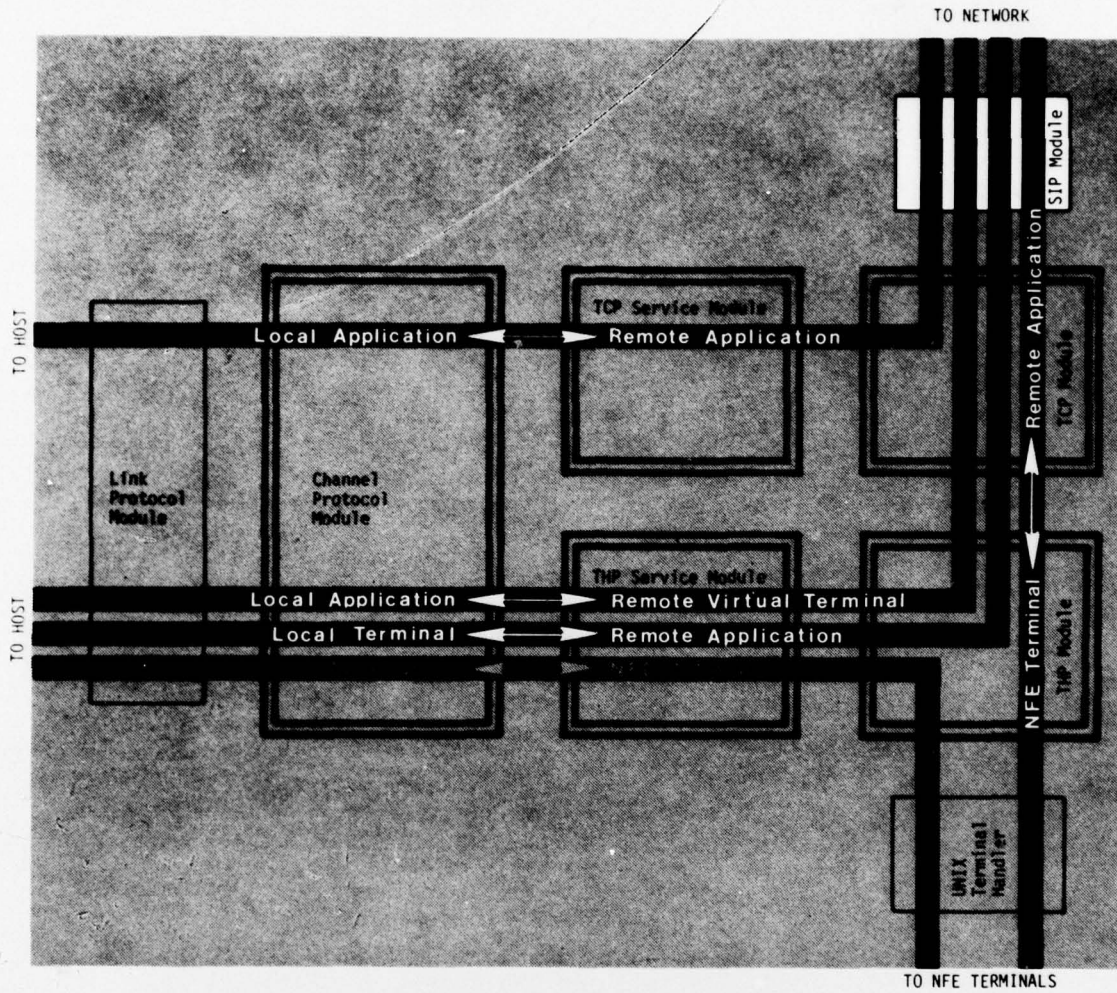 TO NETWORK
SIP Module
TO HOST
Local Application
TCP Service Module
Remote Application
Remote Application
TCP Module
Link
Protocol
Module
Channel
Protocol
Module
THP Service Module
TO HOST
Local Application
Remote Virtual Terminal
Local Terminal
Remote Application
NFE Terminal
THP Module
UNIX
Terminal
Handler
TO NFE TERMINALS